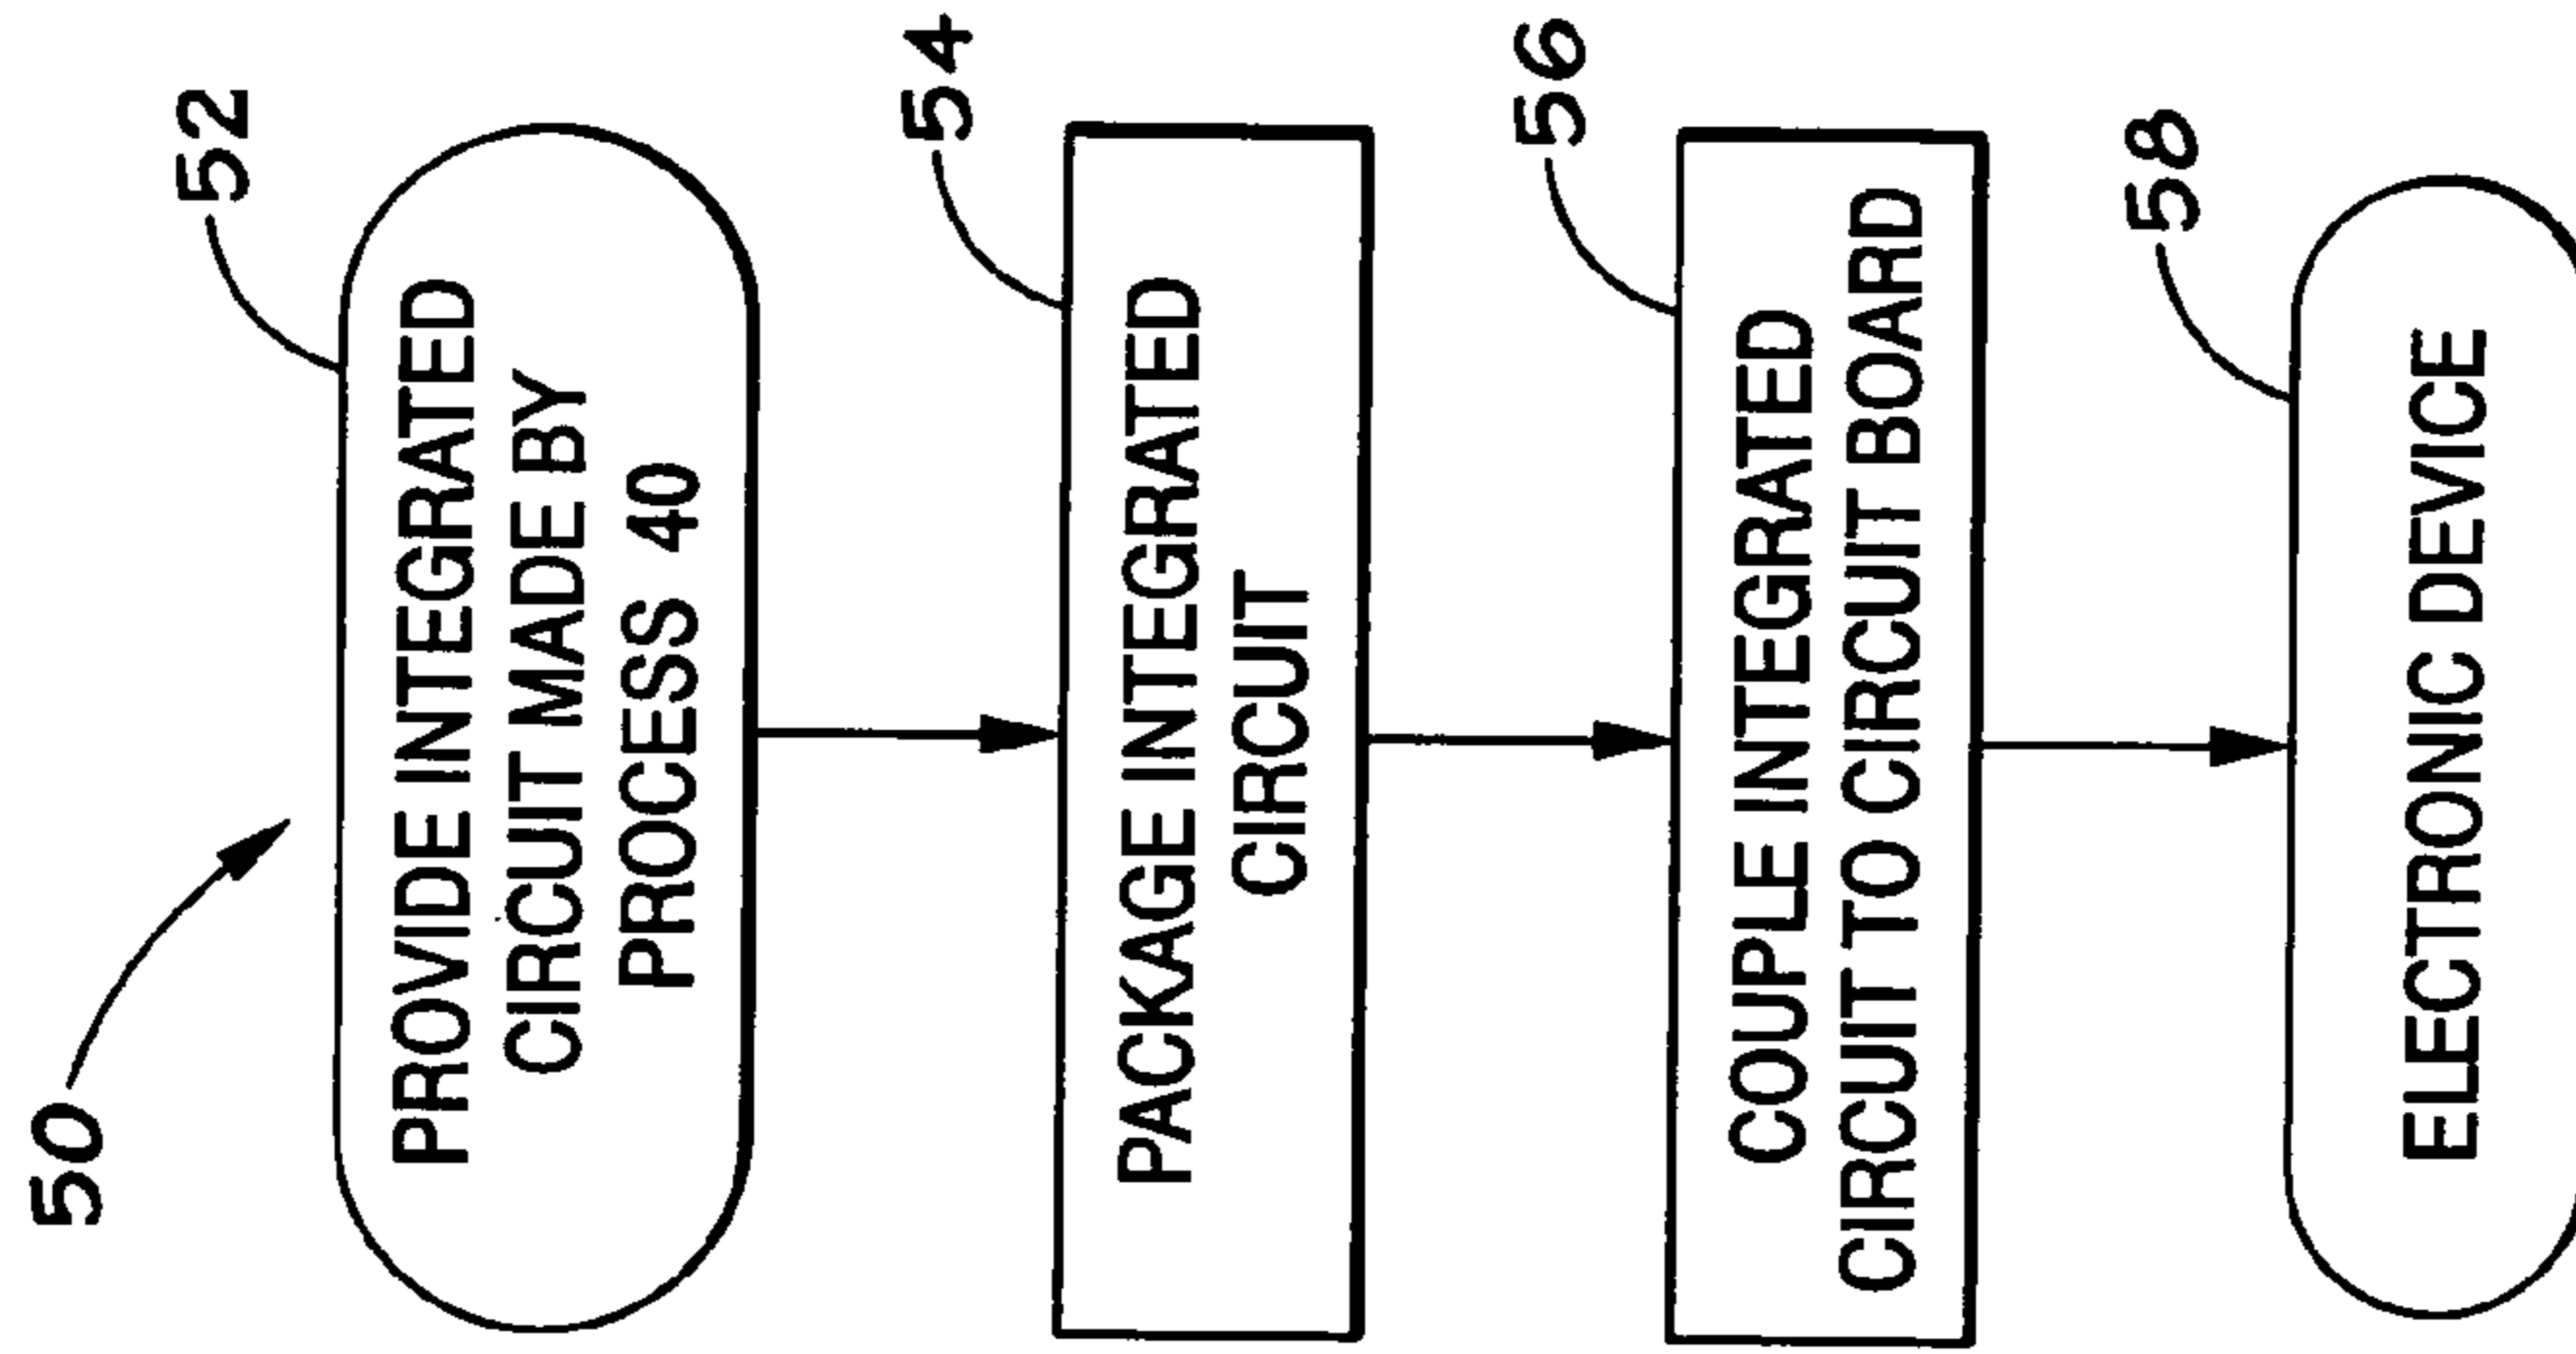 50
52
PROVIDE INTEGRATED
CIRCUIT MADE BY
PROCESS 40
54
PACKAGE INTEGRATED
CIRCUIT
56
COUPLE INTEGRATED
CIRCUIT TO CIRCUIT BOARD
58
ELECTRONIC DEVICE